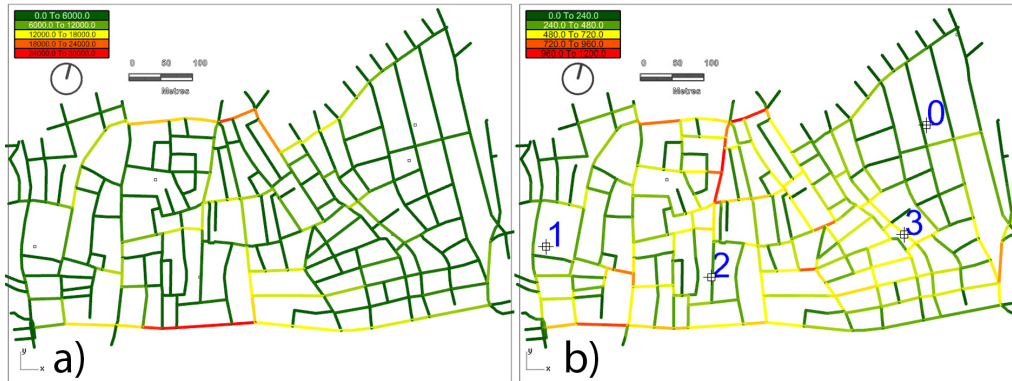 0.0 To 6000.0
6000.0 To 12000.0
12000.0 To 18000.0
18000.0 To 24000.0
24000.0 To 30000.0
0 100
Metres
y
x
a)
0.0 To 240.0
240.0 To 480.0
480.0 To 720.0
720.0 To 960.0
960.0 To 1200.0
0 100
Metres
0
1
2
3
y
x
b)